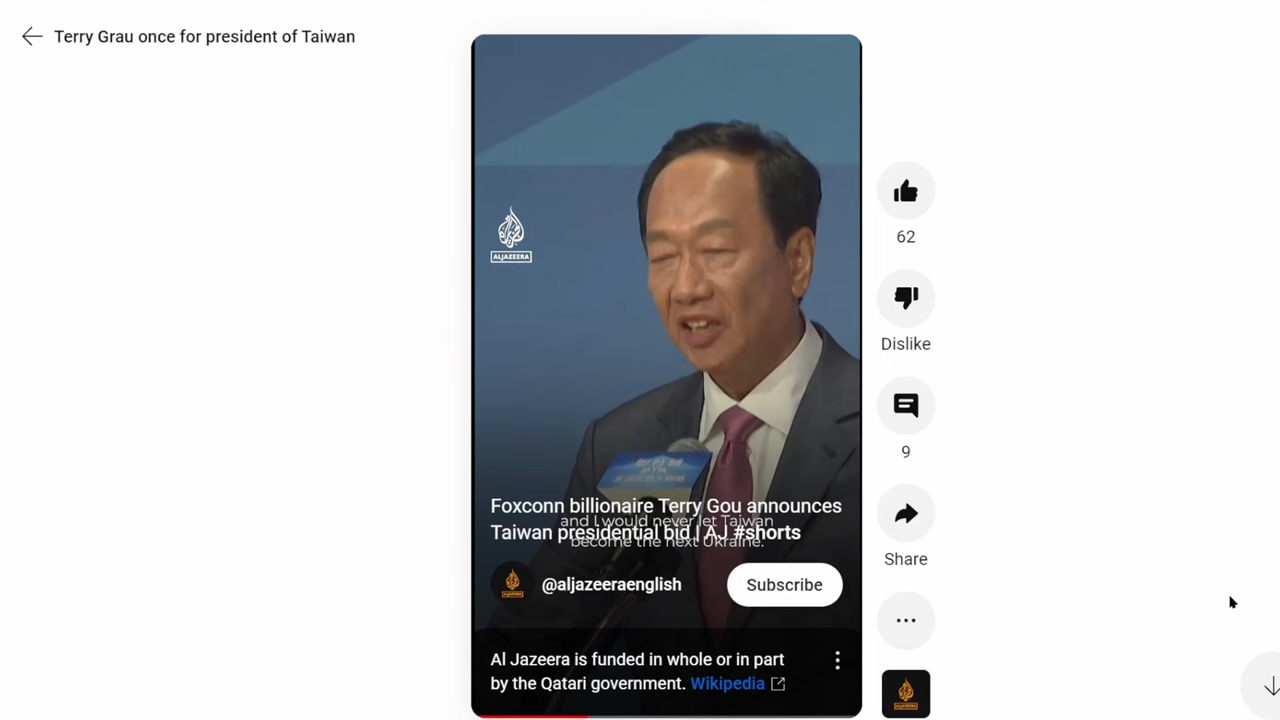 Terry Grau once for president of Taiwan
ALJAZEERA
62
Dislike
9
Share
Foxconn billionaire Terry Gou announces
Taiwan presidential bid | AJ #shorts
and I would never let Taiwan
become the next Ukraine.
@aljazeeraenglish
Subscribe
Al Jazeera is funded in whole or in part
by the Qatari government. Wikipedia